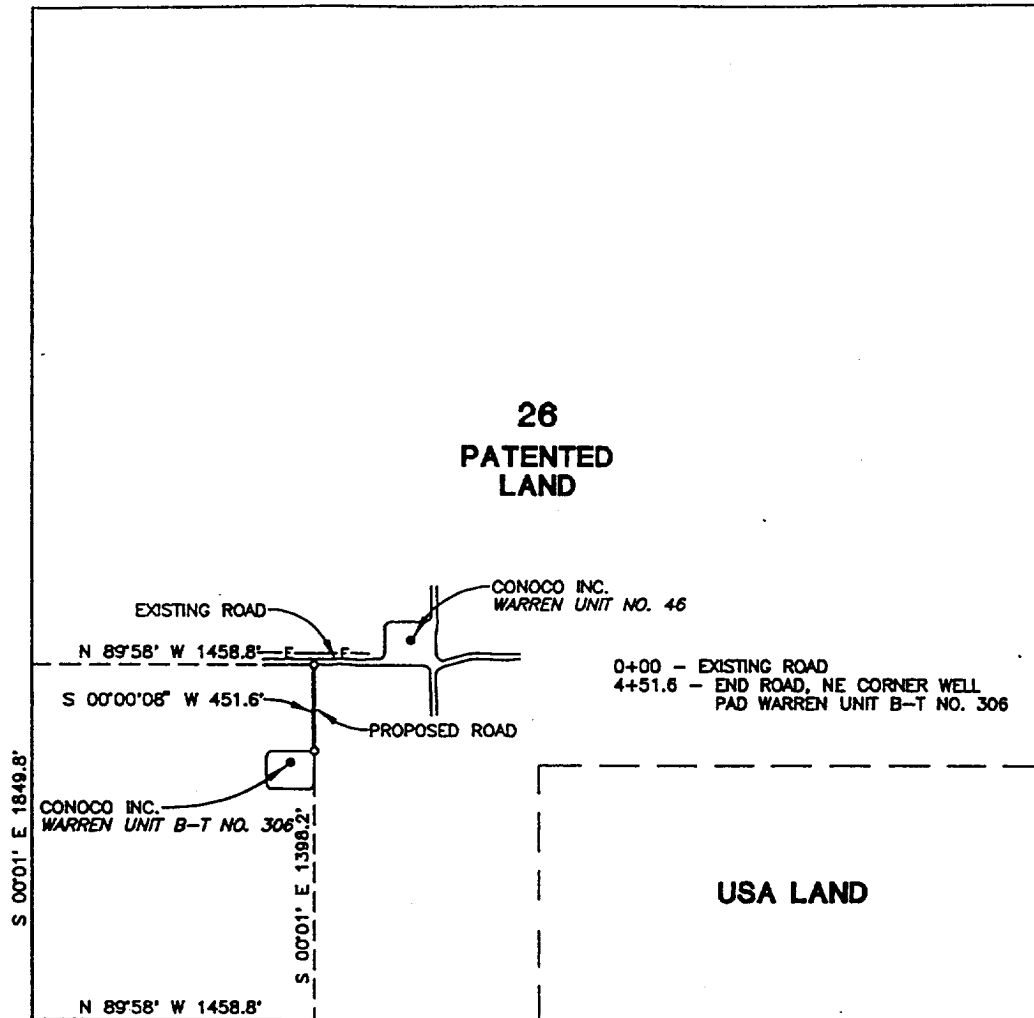 26
PATENTED
LAND
CONOCO INC.
WARREN UNIT NO. 46
EXISTING ROAD
N 89°58' W 1458.8'
F F
0+00 – EXISTING ROAD
4+51.6 – END ROAD, NE CORNER WELL
PAD WARREN UNIT B–T NO. 306
S 00°00'08" W 451.6'
PROPOSED ROAD
CONOCO INC.
WARREN UNIT B–T NO. 306
S 00°01' E 1849.8'
S 00°01' E 1398.2'
USA LAND
N 89°58' W 1458.8'